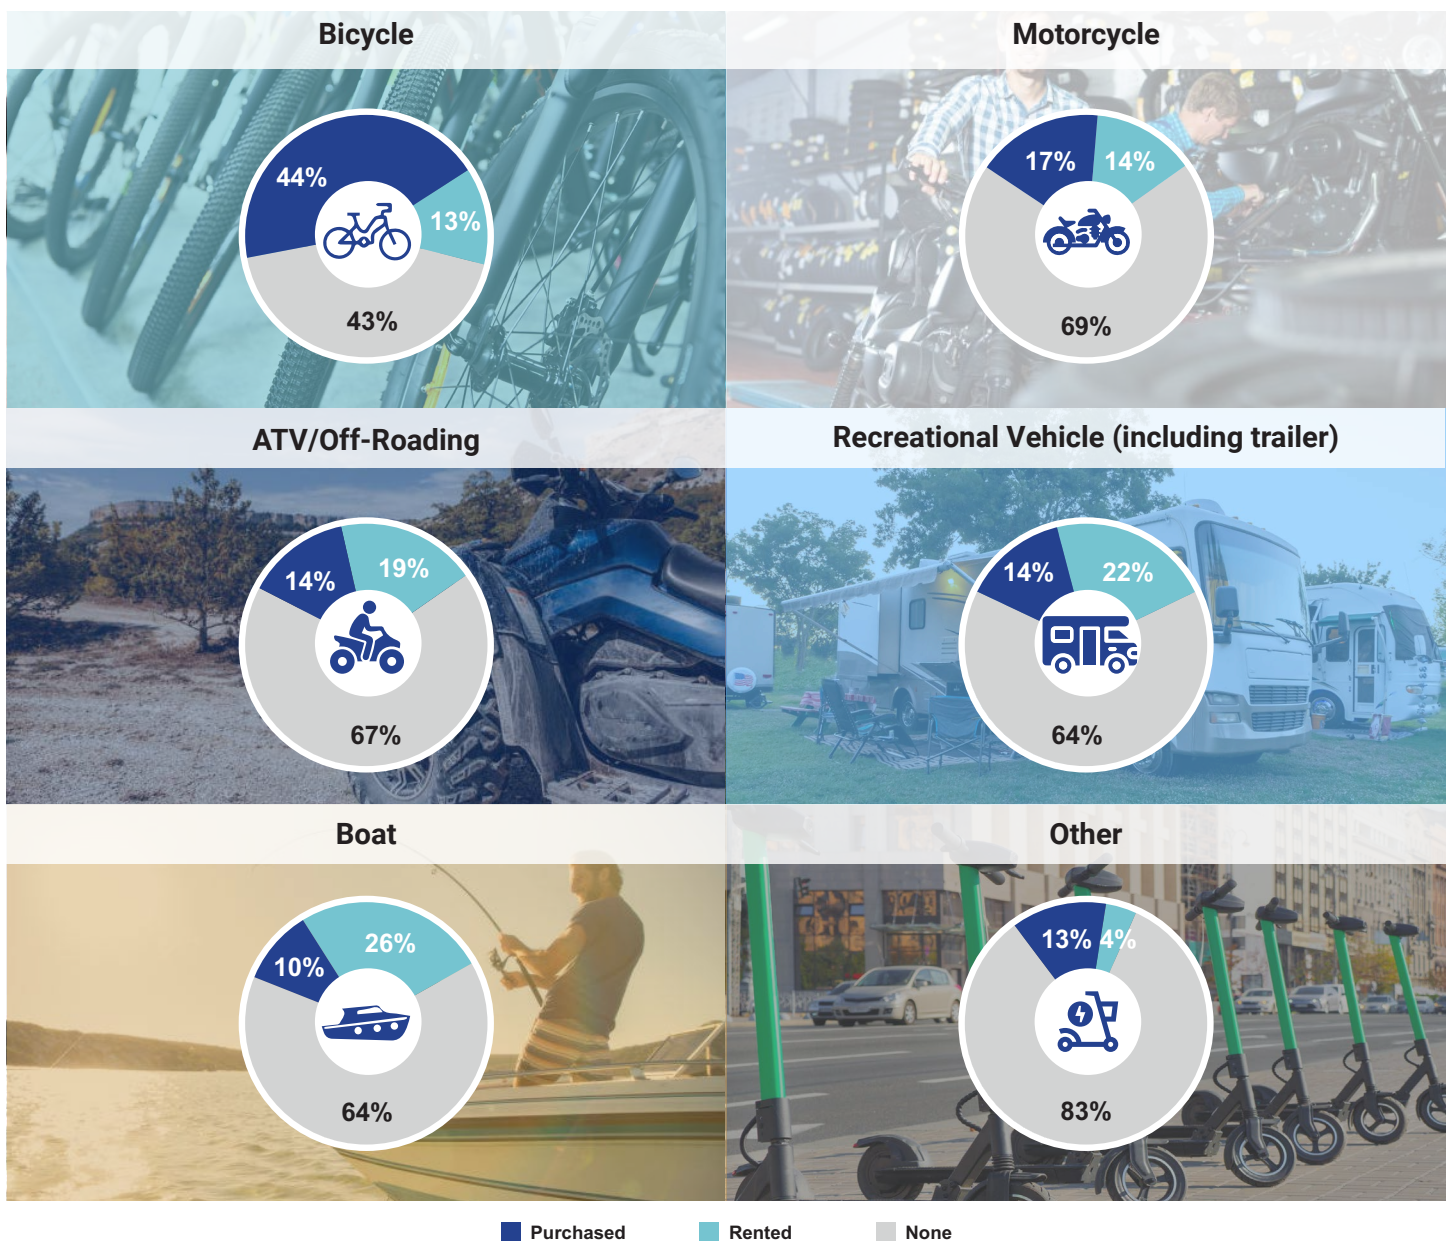 Bicycle
44%
13%
43%
Motorcycle
17%
14%
69%
ATV/Off-Roading
14%
19%
67%
Recreational Vehicle (including trailer)
14%
22%
64%
Boat
10%
26%
64%
Other
13%
4%
83%
Purchased
Rented
None